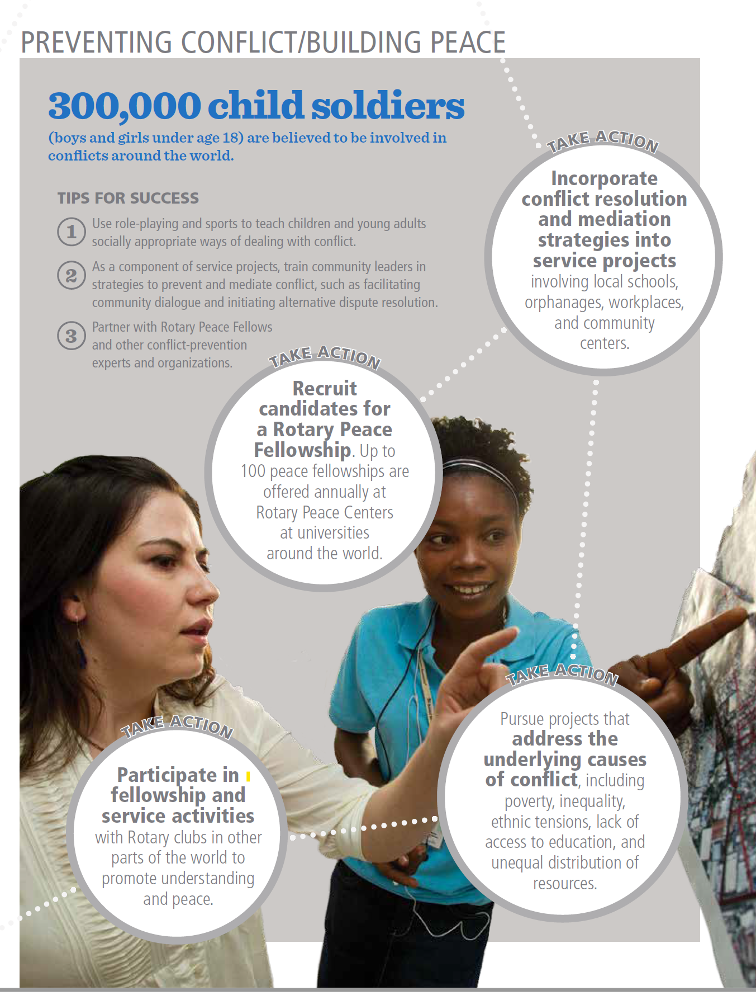 PREVENTING CONFLICT/BUILDING PEACE
300,000 child soldiers
(boys and girls under age 18) are believed to be involved in
conflicts around the world.
TIPS FOR SUCCESS
1
Use role-playing and sports to teach children and young adults
socially appropriate ways of dealing with conflict.
2
As a component of service projects, train community leaders in
strategies to prevent and mediate conflict, such as facilitating
community dialogue and initiating alternative dispute resolution.
3
Partner with Rotary Peace Fellows
and other conflict-prevention
experts and organizations.
TAKE ACTION
Incorporate
conflict resolution
and mediation
strategies into
service projects
involving local schools,
orphanages, workplaces,
and community
centers.
TAKE ACTION
Recruit
candidates for
a Rotary Peace
Fellowship. Up to
100 peace fellowships are
offered annually at
Rotary Peace Centers
at universities
around the world.
TAKE ACTION
Pursue projects that
address the
underlying causes
of conflict, including
poverty, inequality,
ethnic tensions, lack of
access to education, and
unequal distribution of
resources.
TAKE ACTION
Participate in
fellowship and
service activities
with Rotary clubs in other
parts of the world to
promote understanding
and peace.